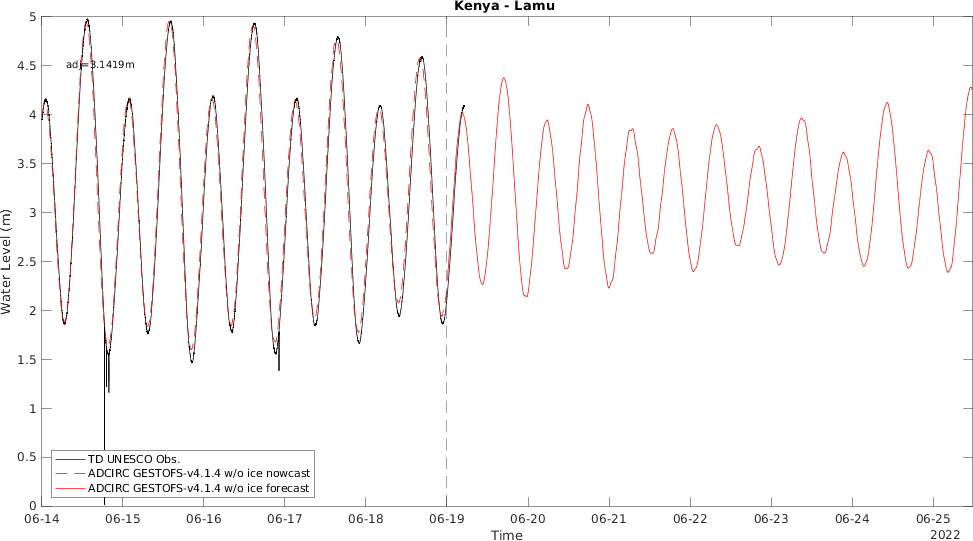 Kenya - Lamu
adj=3.1419m
Water Level (m)
5
4.5
4
3.5
3
2.5
2
1.5
1
0.5
0
TD UNESCO Obs.
ADCIRC GESTOFS-v4.1.4 w/o ice nowcast
ADCIRC GESTOFS-v4.1.4 w/o ice forecast
06-14 06-15 06-16 06-17 06-18 06-19 06-20 06-21 06-22 06-23 06-24 06-25
2022
Time